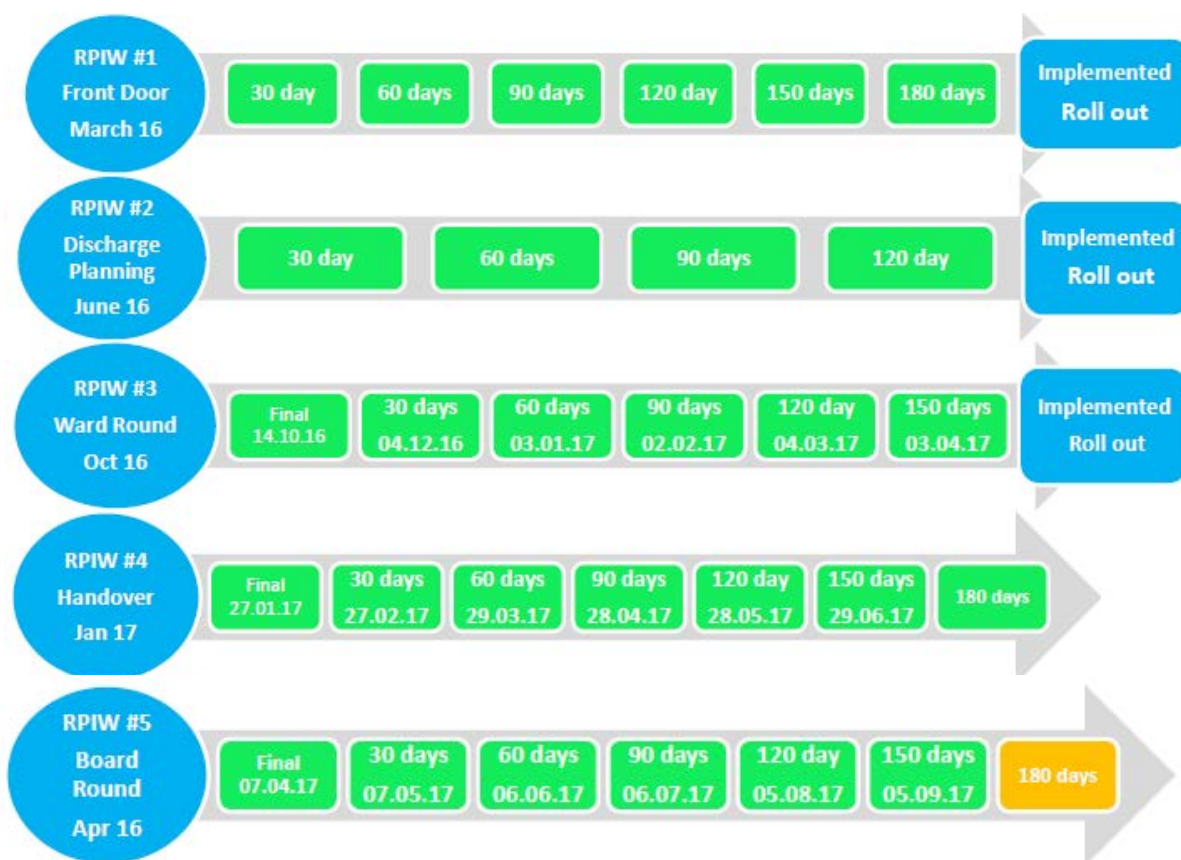 RPIW #1
Front Door
March 16
30 day
60 days
90 days
120 day
150 days
180 days
Implemented
Roll out
RPIW #2
Discharge
Planning
June 16
30 day
60 days
90 days
120 day
Implemented
Roll out
RPIW #3
Ward Round
Oct 16
Final
14.10.16
30 days
04.12.16
60 days
03.01.17
90 days
02.02.17
120 day
04.03.17
150 days
03.04.17
Implemented
Roll out
RPIW #4
Handover
Jan 17
Final
27.01.17
30 days
27.02.17
60 days
29.03.17
90 days
28.04.17
120 day
28.05.17
150 days
29.06.17
180 days
RPIW #5
Board
Round
Apr 16
Final
07.04.17
30 days
07.05.17
60 days
06.06.17
90 days
06.07.17
120 day
05.08.17
150 days
05.09.17
180 days